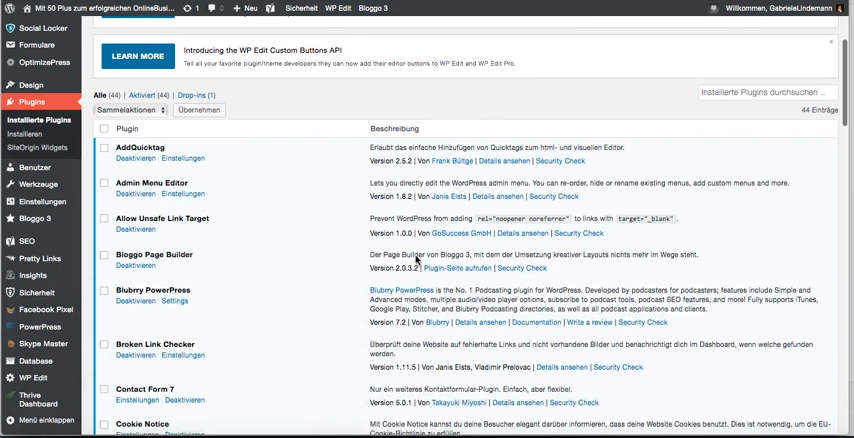 Mit 50 Plus zum erfolgreichen OnlineBusi... 1 Neu Sicherheit WP Edit Bloggo 3 Willkommen, GabrieleLindemann
Social Locker
Formulare
OptimizePress
Design
Plugins
Installierte Plugins
Installieren
SiteOrigin Widgets
Benutzer
Werkzeuge
Einstellungen
Bloggo 3
SEO
Pretty Links
Insights
Sicherheit
Facebook Pixel
PowerPress
Skype Master
Database
WP Edit
Thrive
Dashboard
Menü einklappen
LEARN MORE
Introducing the WP Edit Custom Buttons API
Tell all your favorite plugin/theme developers they can now add their editor buttons to WP Edit and WP Edit Pro.
Alle (44) | Aktiviert (44) | Drop-ins (1)
Installierte Plugins durchsuchen ...
Sammelaktionen Übernehmen
44 Einträge
Plugin Beschreibung
AddQuicktag
Deaktivieren | Einstellungen
Erlaubt das einfache Hinzufügen von Quicktags zum html- und visuellen Editor.
Version 2.5.2 | Von Frank Bültge | Details ansehen | Security Check
Admin Menu Editor
Deaktivieren | Einstellungen
Lets you directly edit the WordPress admin menu. You can re-order, hide or rename existing menus, add custom menus and more.
Version 1.8.2 | Von Janis Elsts | Details ansehen | Security Check
Allow Unsafe Link Target
Deaktivieren
Prevent WordPress from adding rel="noopener noreferrer" to links with target="_blank".
Version 1.0.0 | Von GoSuccess GmbH | Details ansehen | Security Check
Bloggo Page Builder
Deaktivieren
Der Page Builder von Bloggo 3, mit dem der Umsetzung kreativer Layouts nichts mehr im Wege steht.
Version 2.0.3.2 | Plugin-Seite aufrufen | Security Check
Blubrry PowerPress
Deaktivieren | Settings
Blubrry PowerPress is the No. 1 Podcasting plugin for WordPress. Developed by podcasters for podcasters; features include Simple and
Advanced modes, multiple audio/video player options, subscribe to podcast tools, podcast SEO features, and more! Fully supports iTunes,
Google Play, Stitcher, and Blubrry Podcasting directories, as well as all podcast applications and clients.
Version 7.2 | Von Blubrry | Details ansehen | Documentation | Write a review | Security Check
Broken Link Checker
Deaktivieren | Einstellungen
Überprüft deine Website auf fehlerhafte Links und nicht vorhandene Bilder und benachrichtigt dich im Dashboard, wenn welche gefunden
werden.
Version 1.11.5 | Von Janis Elsts, Vladimir Prelovac | Details ansehen | Security Check
Contact Form 7
Einstellungen | Deaktivieren
Nur ein weiteres Kontaktformular-Plugin. Einfach, aber flexibel.
Version 5.0.1 | Von Takayuki Miyoshi | Details ansehen | Security Check
Cookie Notice
Mit Cookie Notice kannst du deine Besucher elegant darüber informieren, dass deine Website Cookies benutzt. Dies ist notwendig, um die EU-